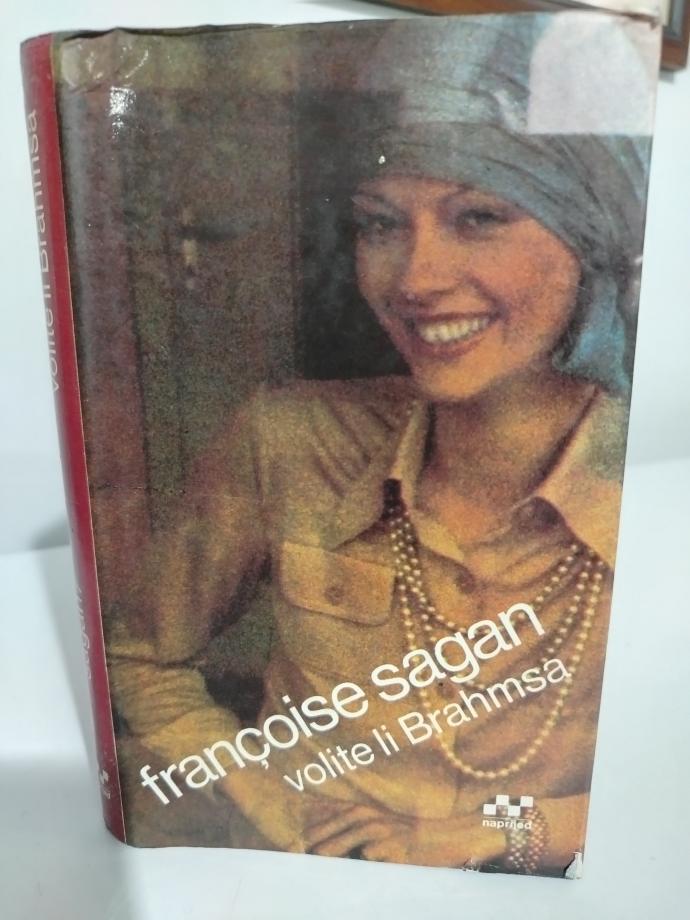 volite li Brahmsa
françoise sagan
volite li Brahmsa
naprijed